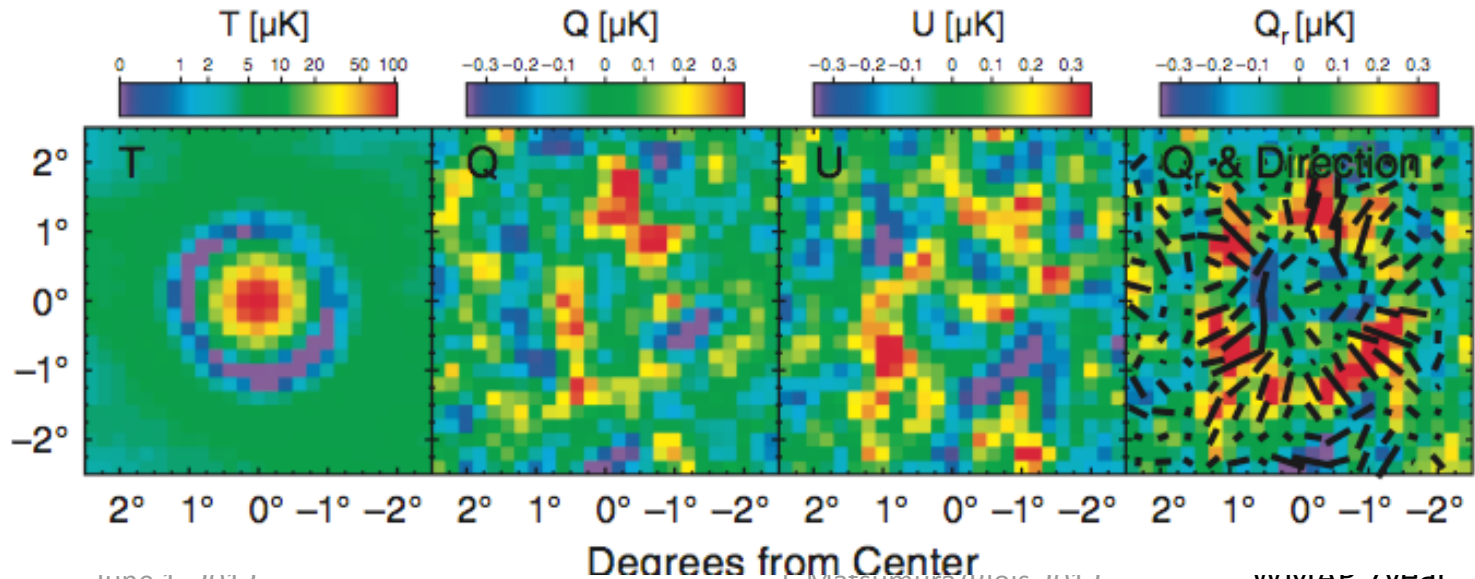 T [µK] Q [µK] U [µK] Qr [µK]
0 1 2 5 10 20 50 100 −0.3 −0.2 −0.1 0 0.1 0.2 0.3 −0.3 −0.2 −0.1 0 0.1 0.2 0.3 −0.3 −0.2 −0.1 0 0.1 0.2 0.3
T Q U Qr & Direction
2°
1°
0°
−1°
−2°
2° 1° 0° −1° −2° 2° 1° 0° −1° −2° 2° 1° 0° −1° −2° 2° 1° 0° −1° −2°
Degrees from Center